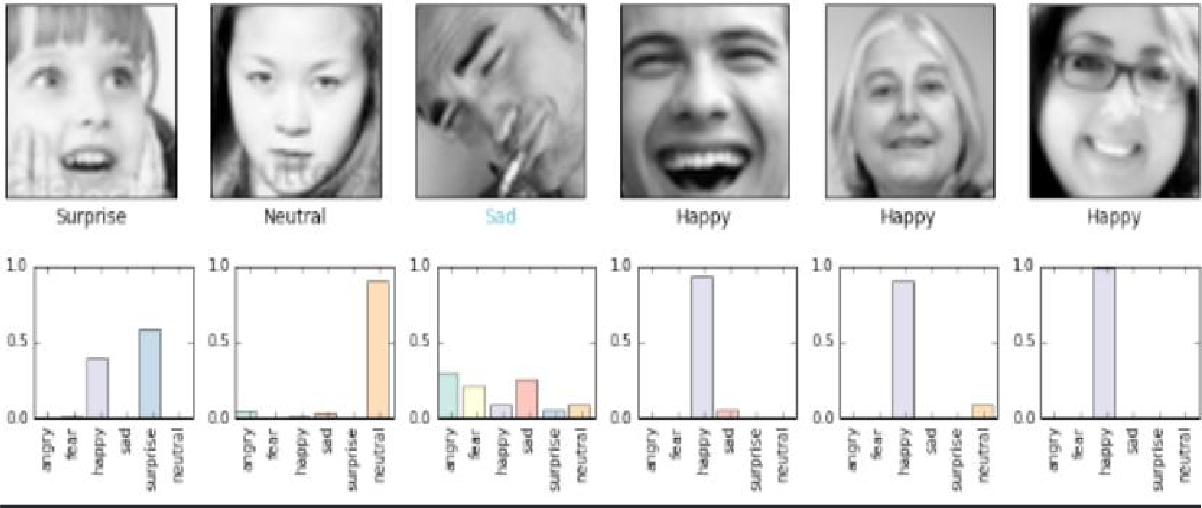 Surprise Neutral Sad Happy Happy Happy
1.0 1.0 1.0 1.0 1.0 1.0
0.5 0.5 0.5 0.5 0.5 0.5
0.0 0.0 0.0 0.0 0.0 0.0
angry fear happy sad surprise neutral
angry fear happy sad surprise neutral
angry fear happy sad surprise neutral
angry fear happy sad surprise neutral
angry fear happy sad surprise neutral
angry fear happy sad surprise neutral